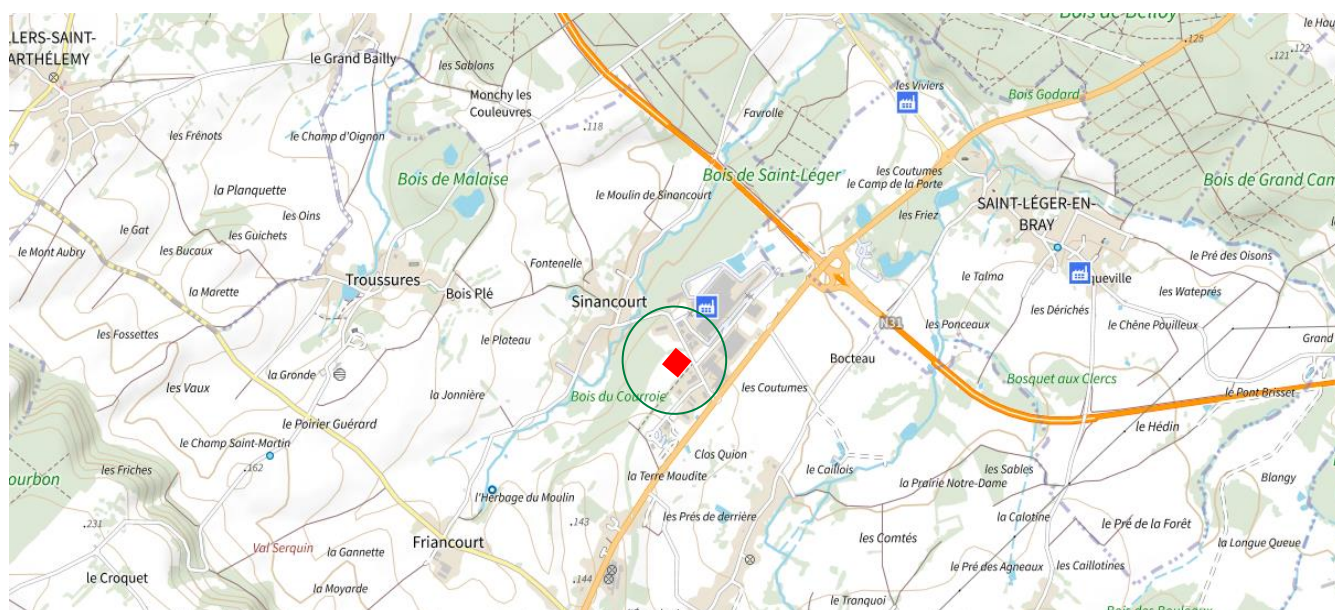 Bois de Belloy
LLERS-SAINT-
ARTHÉLEMY
le Grand Bailly
les Sablons
.125
.122
.121
le Hau
Monchy les
Couleuvres
les Viviers
Bois Godard
Favrolle
les Frénots
le Champ d'Oignon
.118
Bois de Malaise
Bois de Saint-Léger
les Coutumes
le Camp de la Porte
Bois de Grand Cam
la Planquette
le Moulin de Sinancourt
SAINT-LÉGER-EN-
BRAY
les Oins
les Friez
le Gat
les Guichets
le Mont Aubry
les Bucaux
Fontenelle
le Pré des Oisons
Troussures
le Talma
queville
la Marette
Bois Plé
Sinancourt
les Wateprés
les Dérichés
les Fossettes
N31
les Ponceaux
le Chêne Pouilleux
le Plateau
Grand
Bocteau
la Gronde
les Vaux
la Jonnière
Bois du Courroie
les Coutumes
Bosquet aux Clercs
le Pont Brisset
le Poirier Guérard
le Hédin
le Champ Saint-Martin
Clos Quion
.162
les Friches
le Caillois
les Sables
ourbon
la Terre Maudite
la Prairie Notre-Dame
Blangy
l'Herbage du Moulin
les Prés de derrière
la Calotine
.231
.143
le Pré de la Forêt
Val Serquin
la Gannette
Friancourt
les Comtés
la Longue Queue
le Croquet
.144
le Pré des Agneaux
les Caillotines
la Moyarde
le Tranquoi
Bois des Bouleaux